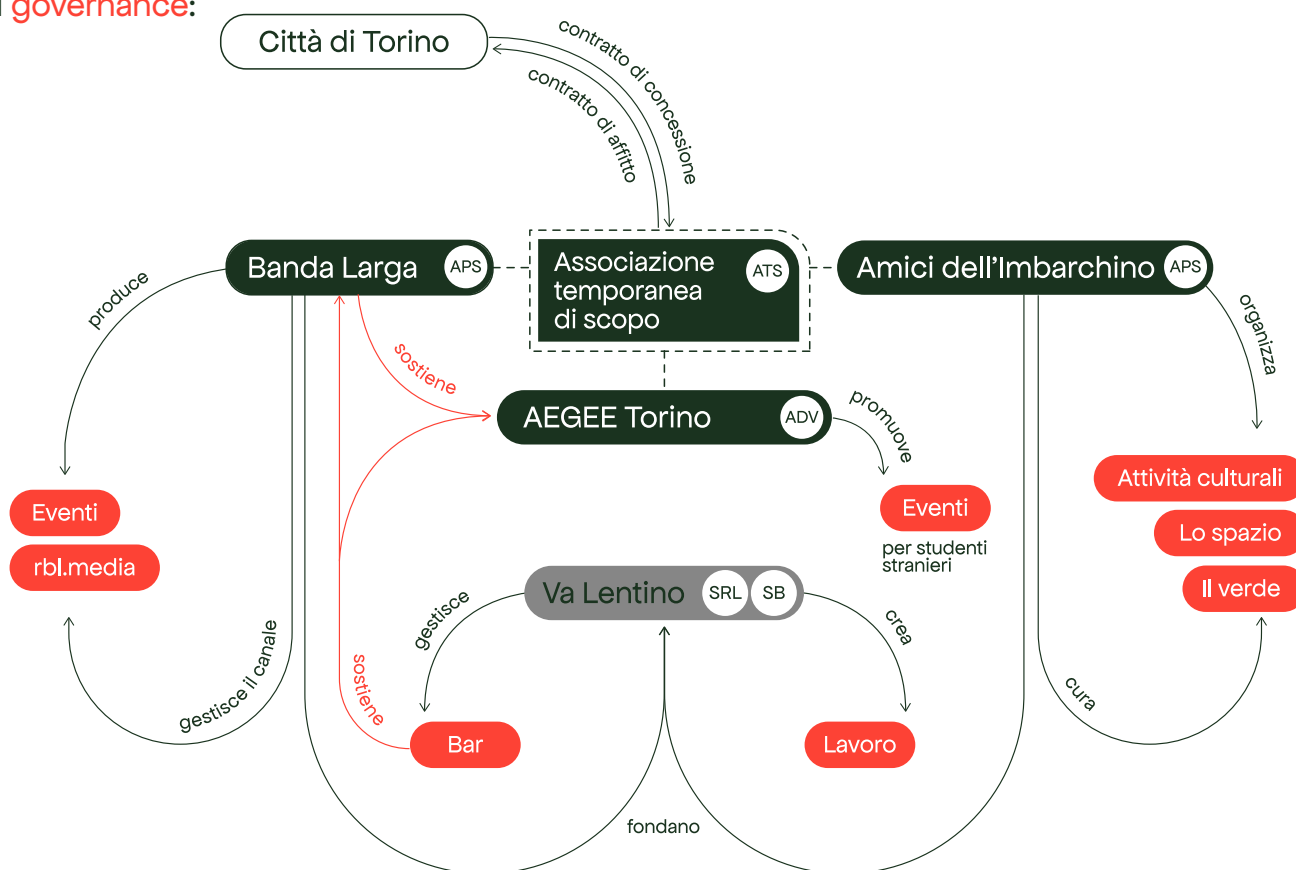 governance:
Città di Torino
contratto di concessione
contratto di affitto
Banda Larga
APS
Associazione
temporanea
di scopo
ATS
Amici dell'Imbarchino
APS
produce
sostiene
organizza
AEGEE Torino
ADV
promuove
Attività culturali
Eventi
Eventi
per studenti
stranieri
Lo spazio
rbl.media
Il verde
Va Lentino
SRL
SB
gestisce
crea
gestisce il canale
sostiene
cura
Bar
Lavoro
fondano